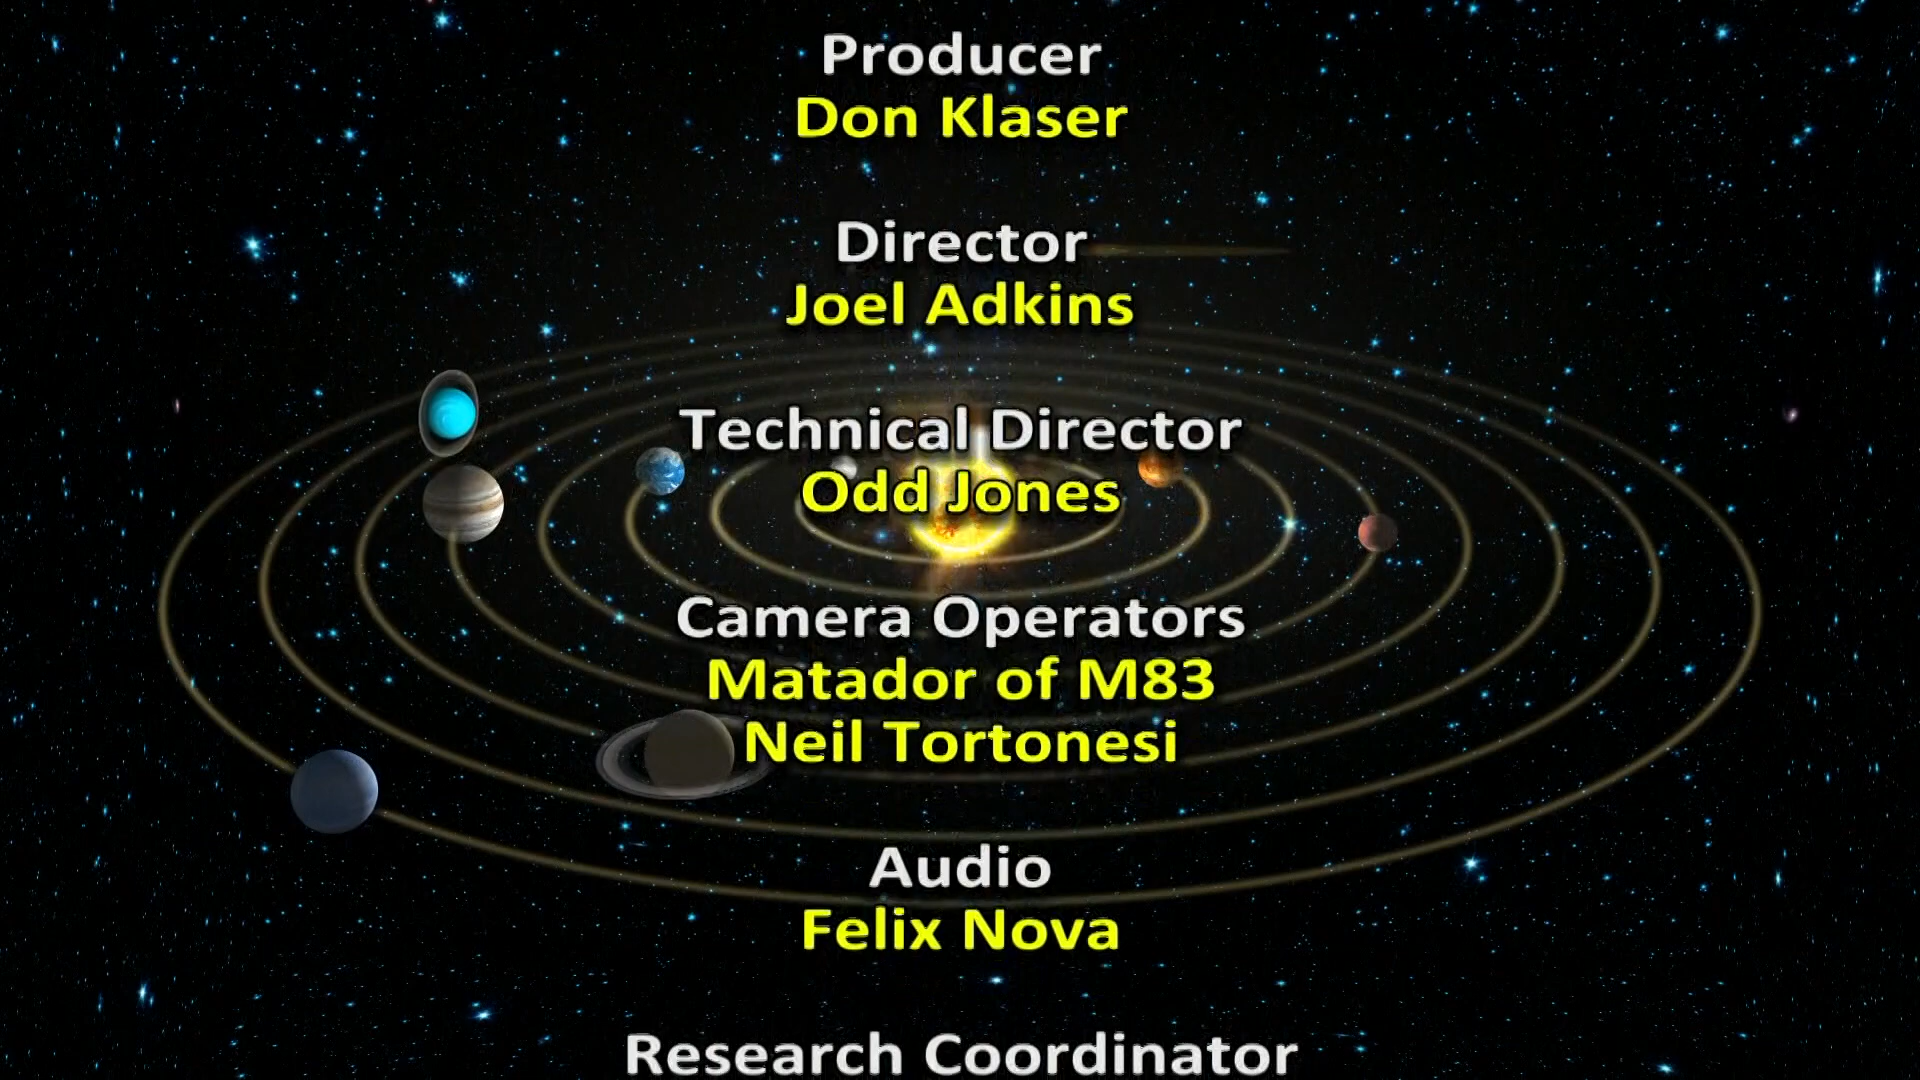 Producer
Don Klaser
Director
Joel Adkins
Technical Director
Odd Jones
Camera Operators
Matador of M83
Neil Tortonesi
Audio
Felix Nova
Research Coordinator